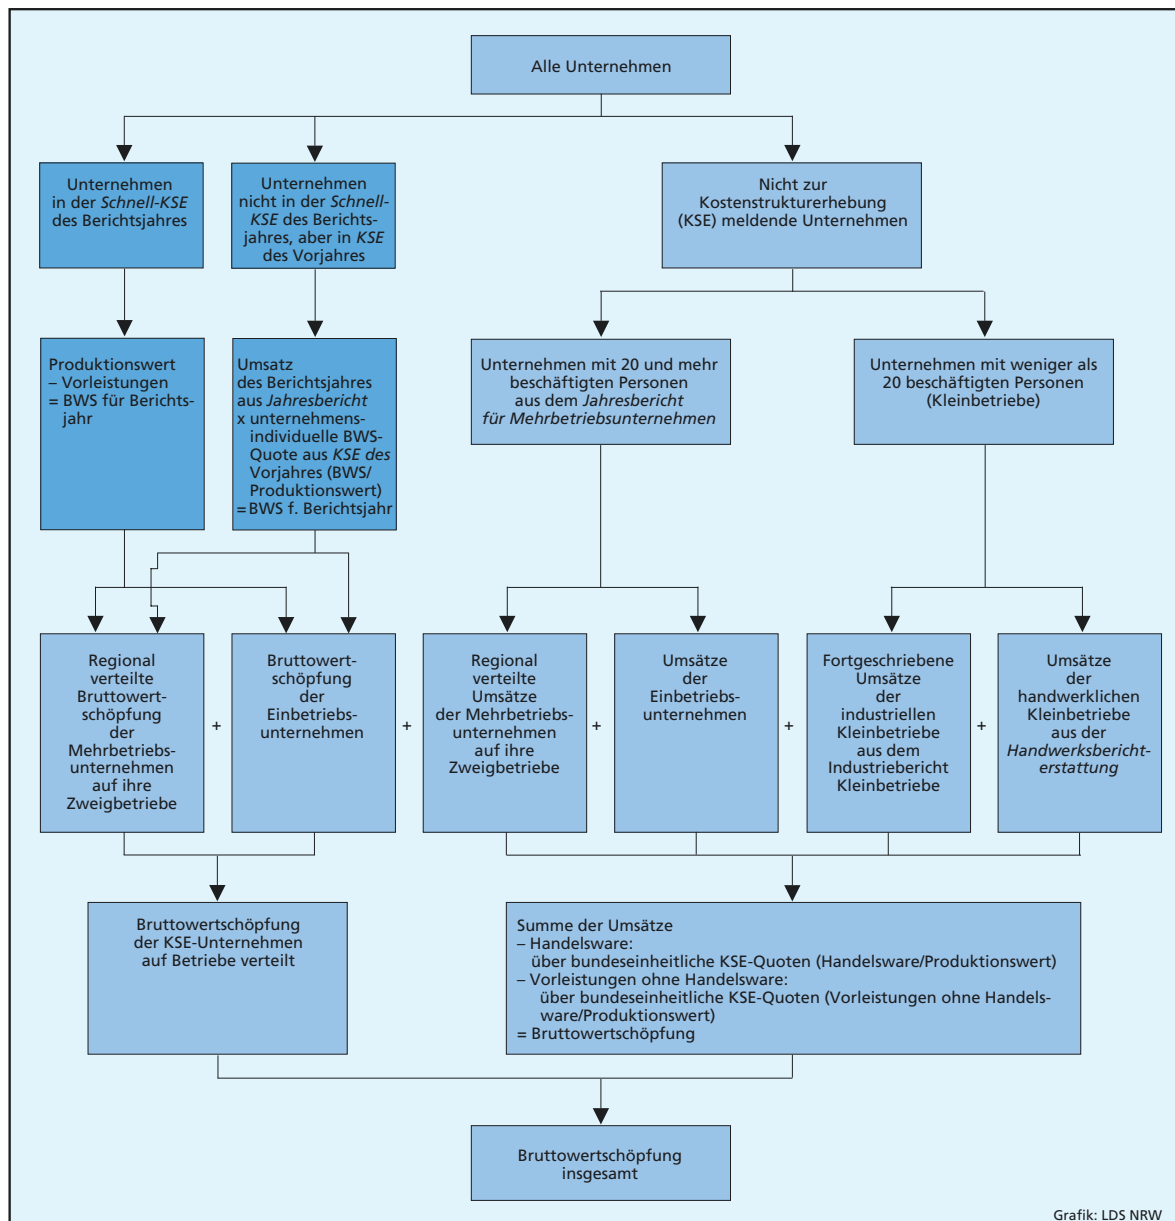 Alle Unternehmen
Unternehmen
in der Schnell-KSE
des Berichtsjahres
Unternehmen
nicht in der Schnell-
KSE des Berichts-
jahres, aber in KSE
des Vorjahres
Nicht zur
Kostenstrukturerhebung
(KSE) meldende Unternehmen
Produktionswert
– Vorleistungen
= BWS für Berichts-
jahr
Umsatz
des Berichtsjahres
aus Jahresbericht
x unternehmens-
individuelle BWS-
Quote aus KSE des
Vorjahres (BWS/
Produktionswert)
= BWS f. Berichtsjahr
Unternehmen mit 20 und mehr
beschäftigten Personen
aus dem Jahresbericht
für Mehrbetriebsunternehmen
Unternehmen mit weniger als
20 beschäftigten Personen
(Kleinbetriebe)
Regional
verteilte
Bruttowert-
schöpfung
der
Mehrbetriebs-
unternehmen
auf ihre
Zweigbetriebe
+
Bruttowert-
schöpfung
der
Einbetriebs-
unternehmen
+
Regional
verteilte
Umsätze
der Mehrbetriebs-
unternehmen
auf ihre
Zweigbetriebe
+
Umsätze
der
Einbetriebs-
unternehmen
+
Fortgeschriebene
Umsätze
der
industriellen
Kleinbetriebe
aus dem
Industriebericht
Kleinbetriebe
+
Umsätze
der
handwerklichen
Kleinbetriebe
aus der
Handwerksbericht-
erstattung
Bruttowertschöpfung
der KSE-Unternehmen
auf Betriebe verteilt
Summe der Umsätze
– Handelsware:
über bundeseinheitliche KSE-Quoten (Handelsware/Produktionswert)
– Vorleistungen ohne Handelsware:
über bundeseinheitliche KSE-Quoten (Vorleistungen ohne Handels-
ware/Produktionswert)
= Bruttowertschöpfung
Bruttowertschöpfung
insgesamt
Grafik: LDS NRW